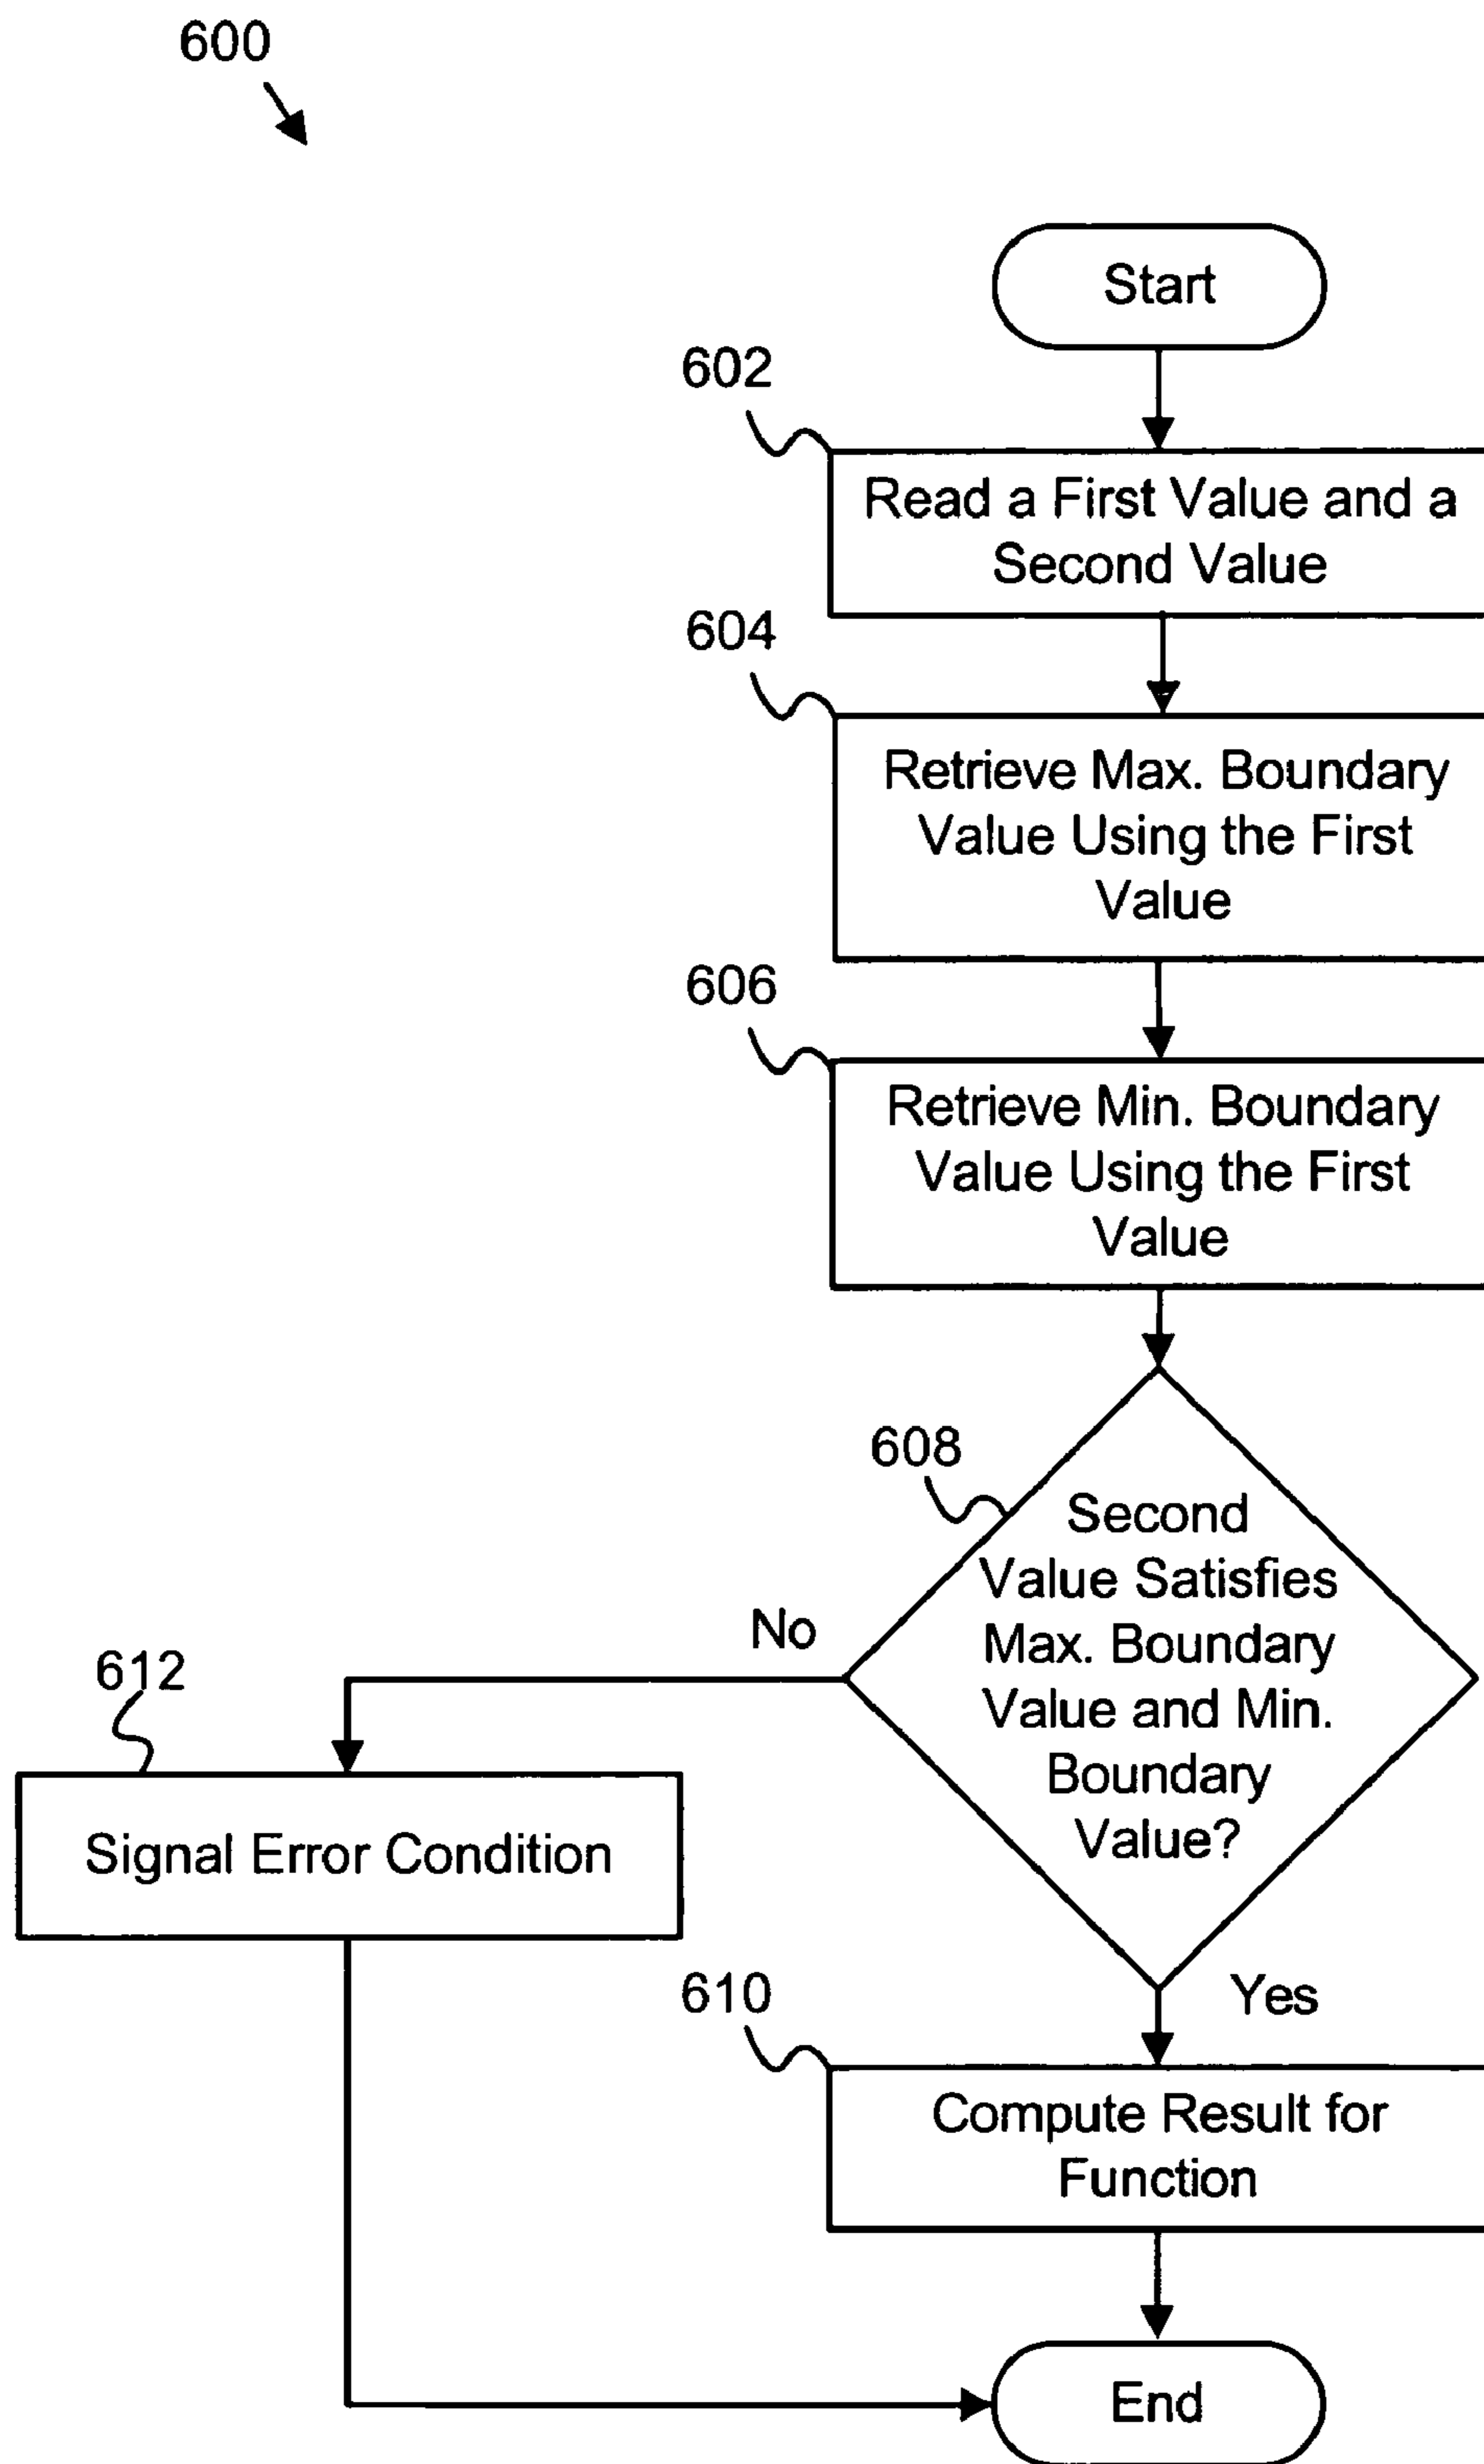 600
Start
602
Read a First Value and a
Second Value
604
Retrieve Max. Boundary
Value Using the First
Value
606
Retrieve Min. Boundary
Value Using the First
Value
608
Second
Value Satisfies
Max. Boundary
Value and Min.
Boundary
Value?
No
612
Signal Error Condition
Yes
610
Compute Result for
Function
End